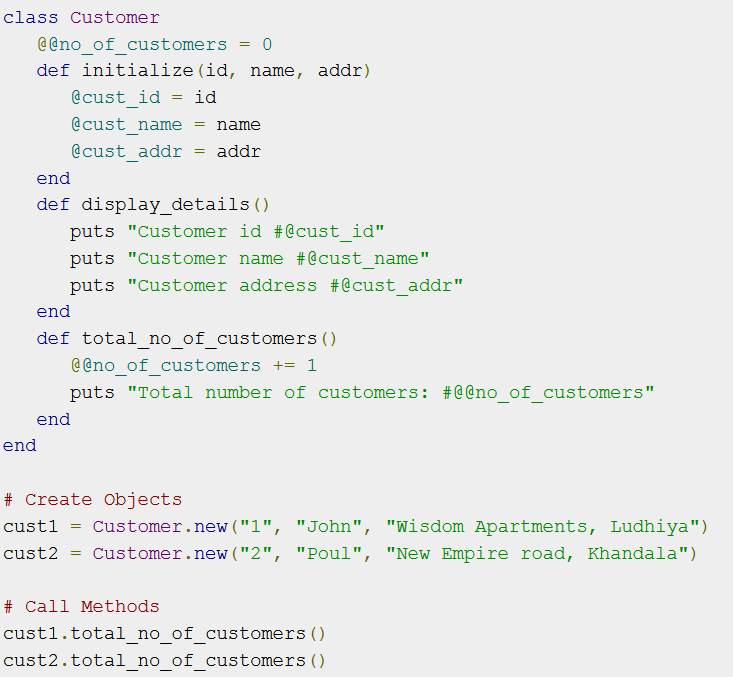 class Customer
   @@no_of_customers = 0
   def initialize(id, name, addr)
      @cust_id = id
      @cust_name = name
      @cust_addr = addr
   end
   def display_details()
      puts "Customer id #@cust_id"
      puts "Customer name #@cust_name"
      puts "Customer address #@cust_addr"
   end
   def total_no_of_customers()
      @@no_of_customers += 1
      puts "Total number of customers: #@@no_of_customers"
   end
end

# Create Objects
cust1 = Customer.new("1", "John", "Wisdom Apartments, Ludhiya")
cust2 = Customer.new("2", "Poul", "New Empire road, Khandala")

# Call Methods
cust1.total_no_of_customers()
cust2.total_no_of_customers()